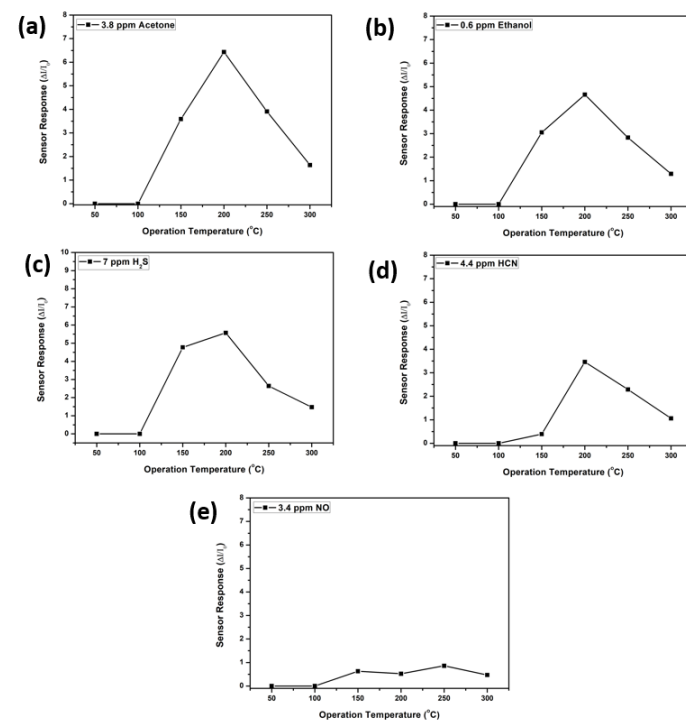 (a)
3.8 ppm Acetone
8
7
6
5
4
3
2
1
0
Sensor Response (ΔI/I₀)
50 100 150 200 250 300
Operation Temperature (°C)
(b)
0.6 ppm Ethanol
8
7
6
5
4
3
2
1
0
Sensor Response (ΔI/I₀)
50 100 150 200 250 300
Operation Temperature (°C)
(c)
7 ppm H₂S
10
9
8
7
6
5
4
3
2
1
0
Sensor Response (ΔI/I₀)
50 100 150 200 250 300
Operation Temperature (°C)
(d)
4.4 ppm HCN
8
7
6
5
4
3
2
1
0
Sensor Response (ΔI/I₀)
50 100 150 200 250 300
Operation Temperature (°C)
(e)
3.4 ppm NO
8
7
6
5
4
3
2
1
0
Sensor Response (ΔI/I₀)
50 100 150 200 250 300
Operation Temperature (°C)